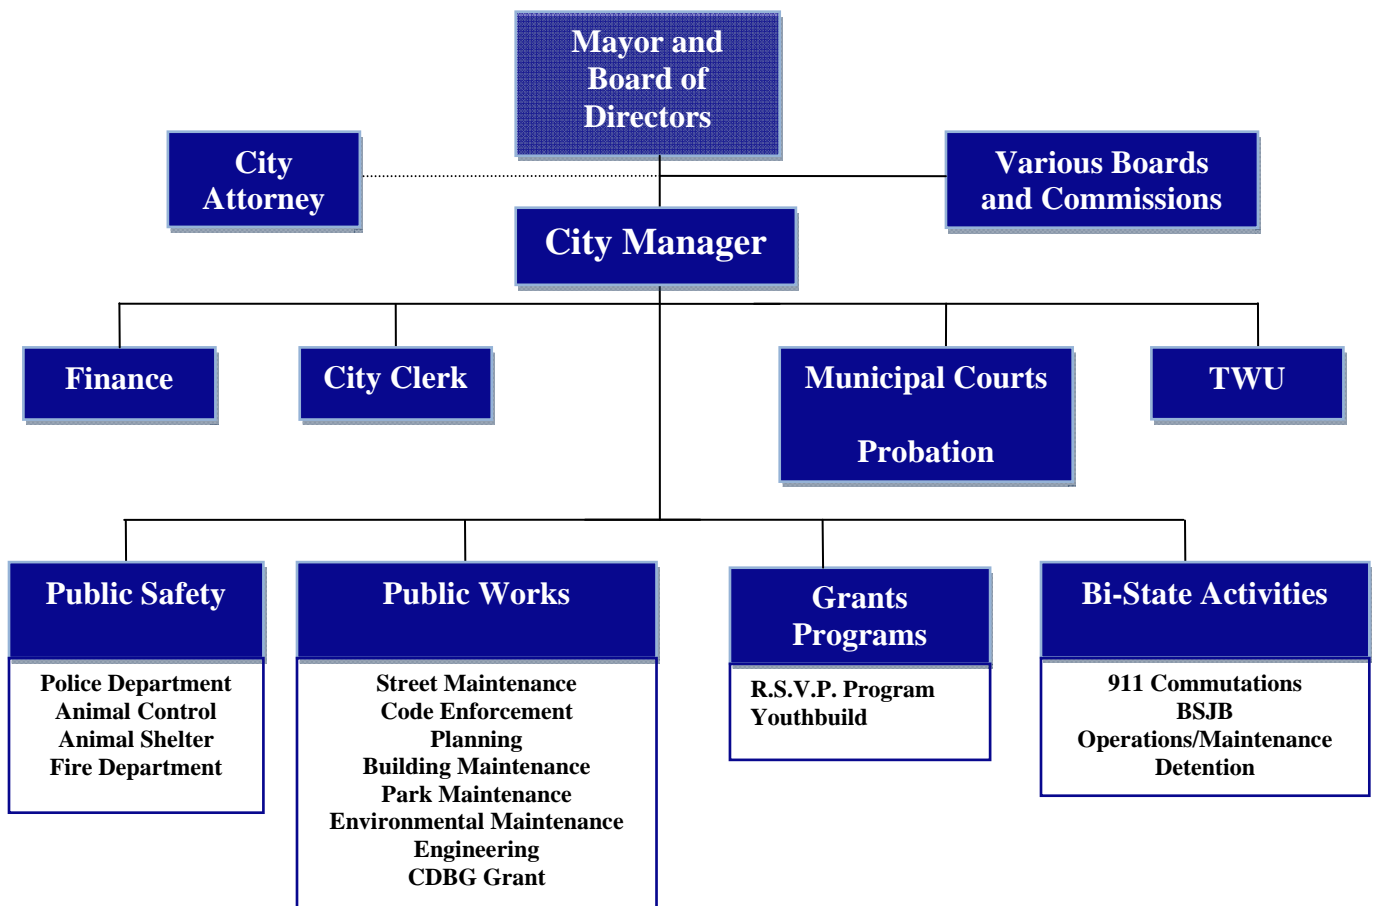 Mayor and
Board of
Directors
City
Attorney
Various Boards
and Commissions
City Manager
Finance
City Clerk
Municipal Courts
Probation
TWU
Public Safety
Police Department
Animal Control
Animal Shelter
Fire Department
Public Works
Street Maintenance
Code Enforcement
Planning
Building Maintenance
Park Maintenance
Environmental Maintenance
Engineering
CDBG Grant
Grants
Programs
R.S.V.P. Program
Youthbuild
Bi-State Activities
911 Commutations
BSJB
Operations/Maintenance
Detention